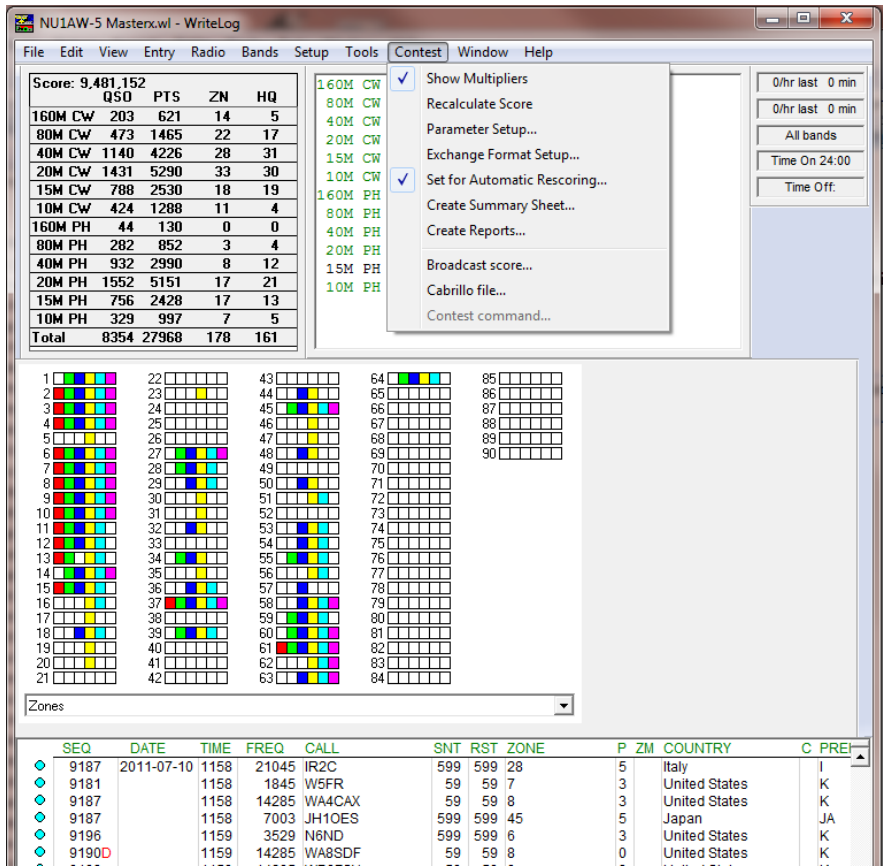 NU1AW-5 Masterx.wl - WriteLog
File Edit View Entry Radio Bands Setup Tools Contest Window Help
Score: 9,481,152
QSO PTS ZN HQ
160M CW 203 621 14 5
80M CW 473 1465 22 17
40M CW 1140 4226 28 31
20M CW 1431 5290 33 30
15M CW 788 2530 18 19
10M CW 424 1288 11 4
160M PH 44 130 0 0
80M PH 282 852 3 4
40M PH 932 2990 8 12
20M PH 1552 5151 17 21
15M PH 756 2428 17 13
10M PH 329 997 7 5
Total 8354 27968 178 161
160M CW
80M CW
40M CW
20M CW
15M CW
10M CW
160M PH
80M PH
40M PH
20M PH
15M PH
10M PH
Show Multipliers
Recalculate Score
Parameter Setup...
Exchange Format Setup...
Set for Automatic Rescoring...
Create Summary Sheet...
Create Reports...
Broadcast score...
Cabrillo file...
Contest command...
0/hr last 0 min
0/hr last 0 min
All bands
Time On 24:00
Time Off:
1 22 43 64 85
2 23 44 65 86
3 24 45 66 87
4 25 46 67 88
5 26 47 68 89
6 27 48 69 90
7 28 49 70
8 29 50 71
9 30 51 72
10 31 52 73
11 32 53 74
12 33 54 75
13 34 55 76
14 35 56 77
15 36 57 78
16 37 58 79
17 38 59 80
18 39 60 81
19 40 61 82
20 41 62 83
21 42 63 84
Zones
SEQ DATE TIME FREQ CALL SNT RST ZONE P ZM COUNTRY C
9187 2011-07-10 1158 21045 IR2C 599 599 28 5 Italy I
9181 1158 1845 W5FR 59 59 7 3 United States K
9187 1158 14285 WA4CAX 59 59 8 3 United States K
9187 1158 7003 JH1OES 599 599 45 5 Japan JA
9196 1159 3529 N6ND 599 599 6 3 United States K
9190D 1159 14285 WA8SDF 59 59 8 0 United States K